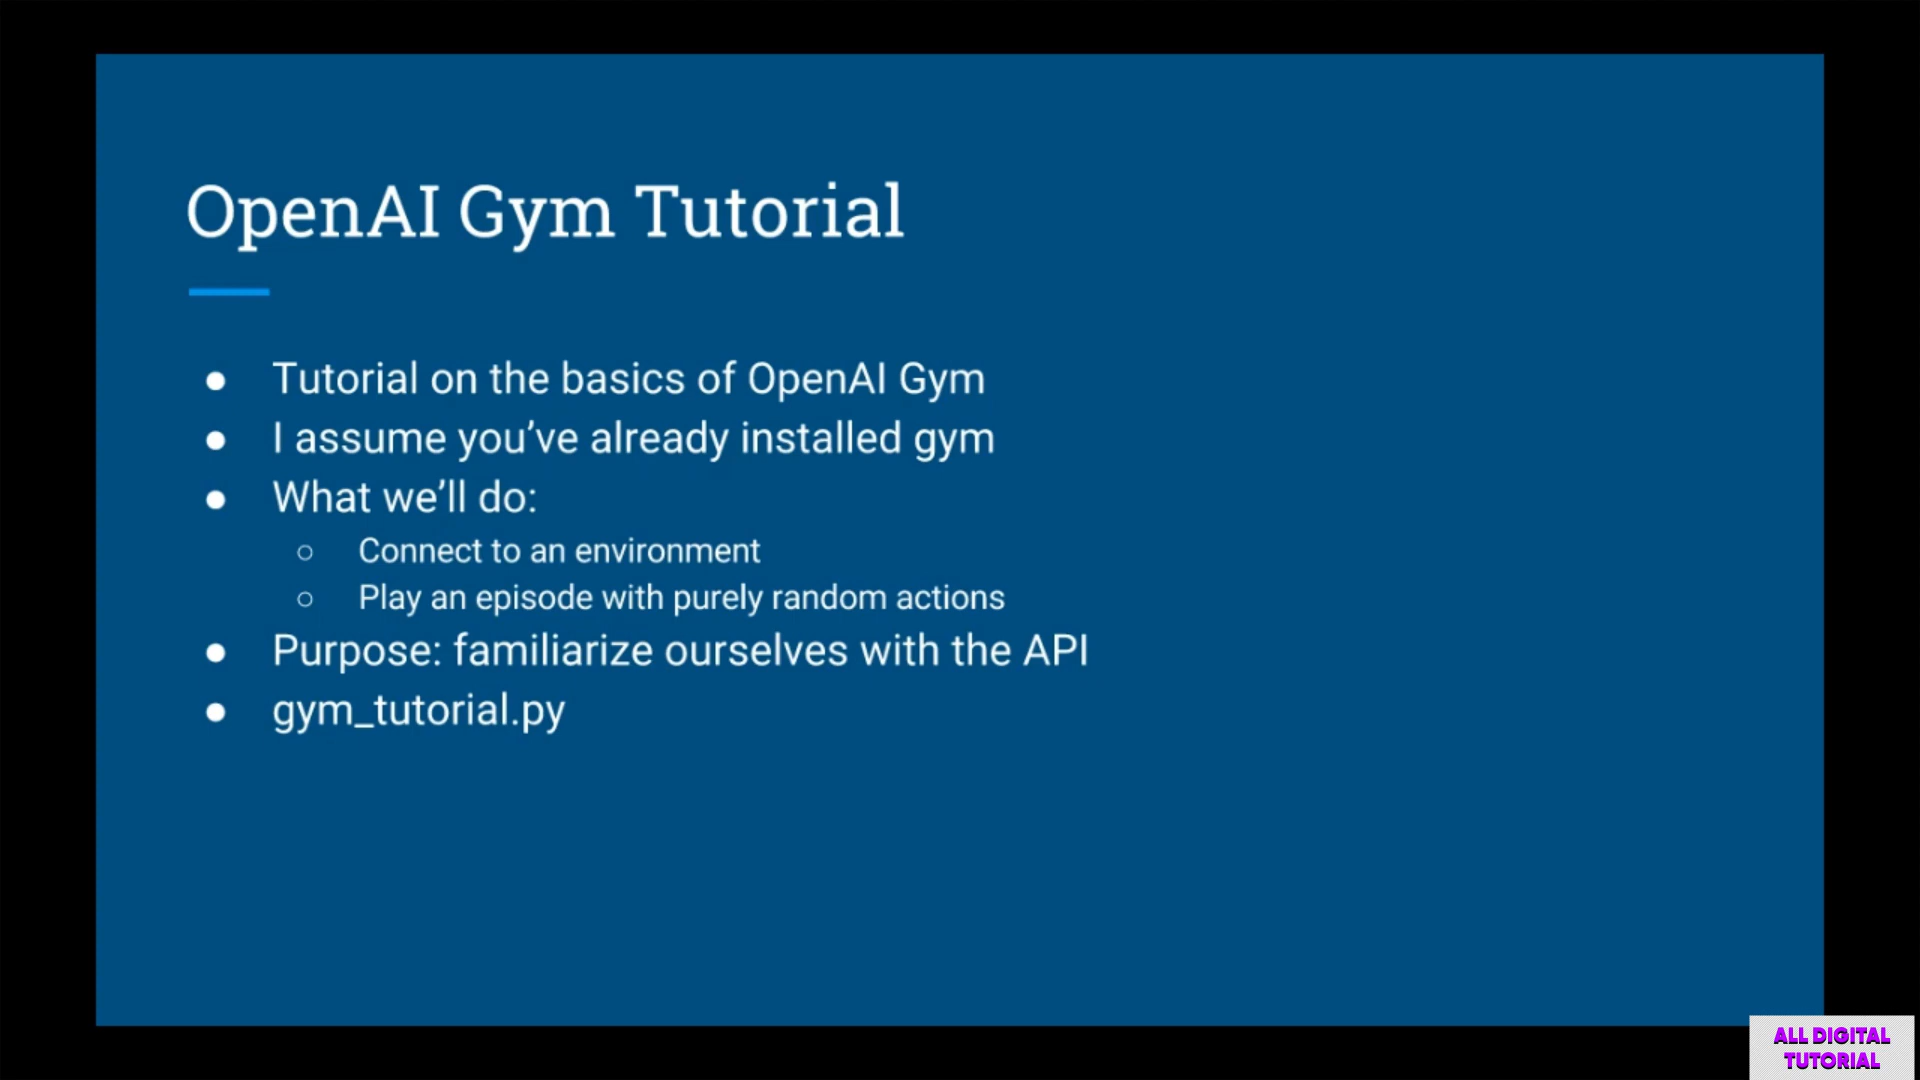 OpenAI Gym Tutorial
● Tutorial on the basics of OpenAI Gym
● I assume you’ve already installed gym
● What we’ll do:
○ Connect to an environment
○ Play an episode with purely random actions
● Purpose: familiarize ourselves with the API
● gym_tutorial.py
ALL DIGITAL
TUTORIAL